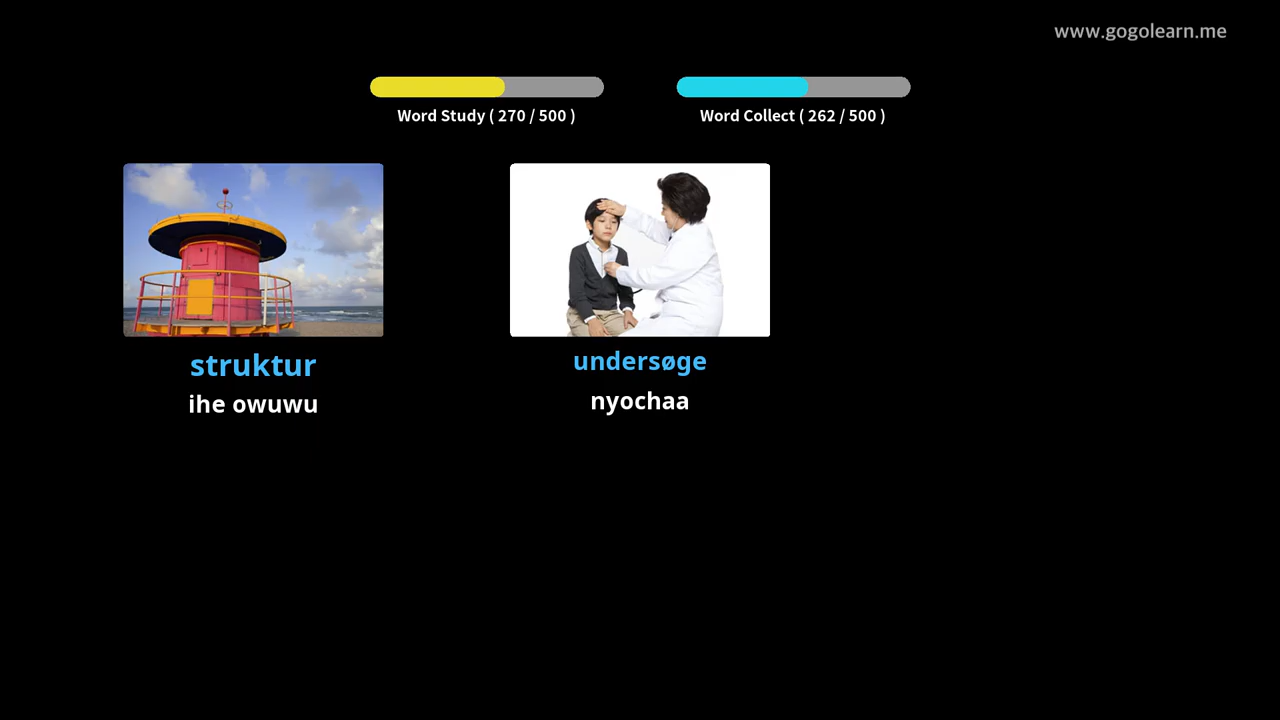 www.gogolearn.me
Word Study ( 270 / 500 )
Word Collect ( 262 / 500 )
struktur
ihe owuwu
undersøge
nyochaa